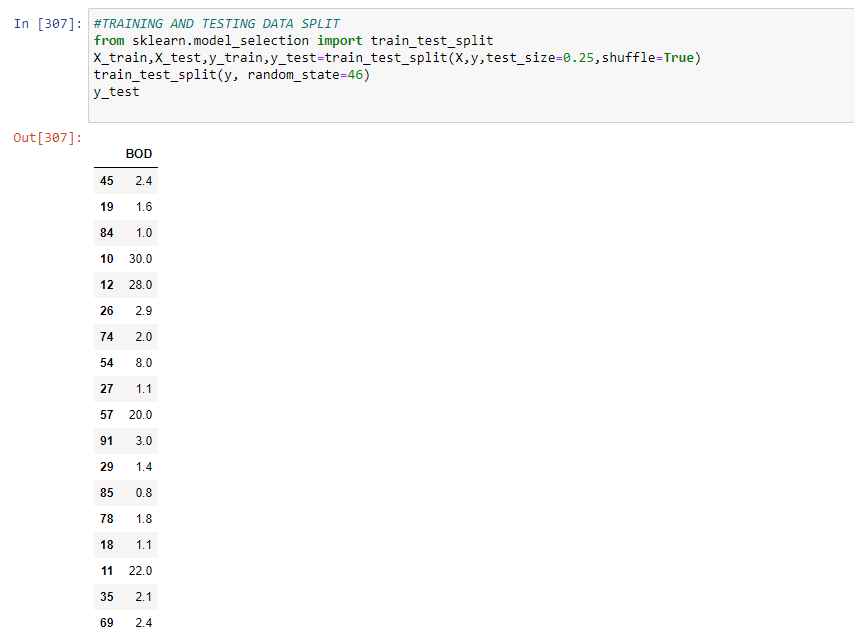 In [307]: #TRAINING AND TESTING DATA SPLIT
from sklearn.model_selection import train_test_split
X_train,X_test,y_train,y_test=train_test_split(X,y,test_size=0.25,shuffle=True)
train_test_split(y, random_state=46)
y_test
Out[307]:
BOD
45 2.4
19 1.6
84 1.0
10 30.0
12 28.0
26 2.9
74 2.0
54 8.0
27 1.1
57 20.0
91 3.0
29 1.4
85 0.8
78 1.8
18 1.1
11 22.0
35 2.1
69 2.4